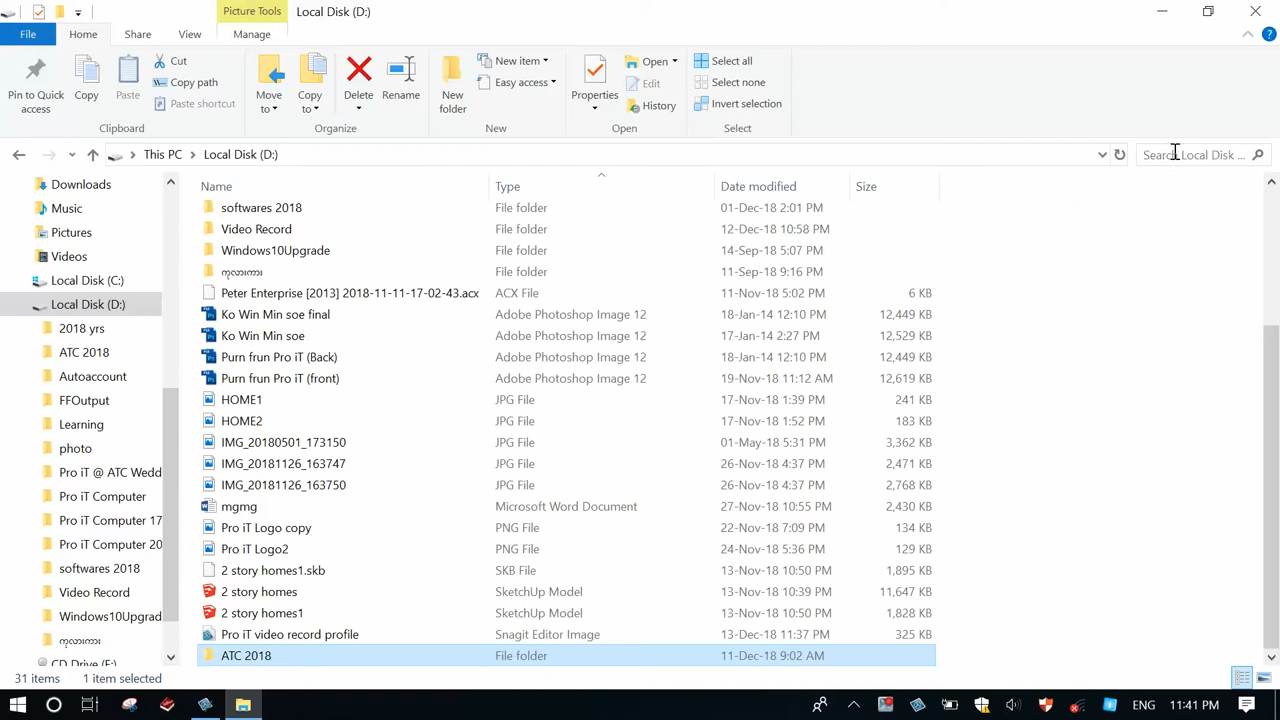 Picture Tools
Local Disk (D:)
File
Home
Share
View
Manage
Pin to Quick access
Copy
Paste
Cut
Copy path
Paste shortcut
Clipboard
Move to
Copy to
Delete
Rename
Organize
New folder
New item
Easy access
New
Properties
Open
Edit
History
Open
Select all
Select none
Invert selection
Select
This PC
Local Disk (D:)
Search Local Disk ...
Downloads
Music
Pictures
Videos
Local Disk (C:)
Local Disk (D:)
2018 yrs
ATC 2018
Autoaccount
FFOutput
Learning
photo
Pro iT @ ATC Wedd
Pro iT Computer
Pro iT Computer 17
Pro iT Computer 20
softwares 2018
Video Record
Windows10Upgrad
ကုလားကား
CD Drive (F:)
Name Type Date modified Size
softwares 2018 File folder 01-Dec-18 2:01 PM
Video Record File folder 12-Dec-18 10:58 PM
Windows10Upgrade File folder 14-Sep-18 5:07 PM
ကုလားကား File folder 11-Sep-18 9:16 PM
Peter Enterprise [2013] 2018-11-11-17-02-43.acx ACX File 11-Nov-18 5:02 PM 6 KB
Ko Win Min soe final Adobe Photoshop Image 12 18-Jan-14 12:10 PM 12,449 KB
Ko Win Min soe Adobe Photoshop Image 12 17-Jan-14 2:27 PM 12,529 KB
Purn frun Pro iT (Back) Adobe Photoshop Image 12 18-Jan-14 12:10 PM 12,449 KB
Purn frun Pro iT (front) Adobe Photoshop Image 12 19-Nov-18 11:12 AM 12,619 KB
HOME1 JPG File 17-Nov-18 1:39 PM 241 KB
HOME2 JPG File 17-Nov-18 1:52 PM 183 KB
IMG_20180501_173150 JPG File 01-May-18 5:31 PM 3,362 KB
IMG_20181126_163747 JPG File 26-Nov-18 4:37 PM 2,471 KB
IMG_20181126_163750 JPG File 26-Nov-18 4:37 PM 2,768 KB
mgmg Microsoft Word Document 27-Nov-18 10:55 PM 2,430 KB
Pro iT Logo copy PNG File 22-Nov-18 7:09 PM 134 KB
Pro iT Logo2 PNG File 24-Nov-18 5:36 PM 129 KB
2 story homes1.skb SKB File 13-Nov-18 10:50 PM 1,895 KB
2 story homes SketchUp Model 13-Nov-18 10:39 PM 11,647 KB
2 story homes1 SketchUp Model 13-Nov-18 10:50 PM 1,828 KB
Pro iT video record profile Snagit Editor Image 13-Dec-18 11:37 PM 325 KB
ATC 2018 File folder 11-Dec-18 9:02 AM
31 items 1 item selected
ENG 11:41 PM